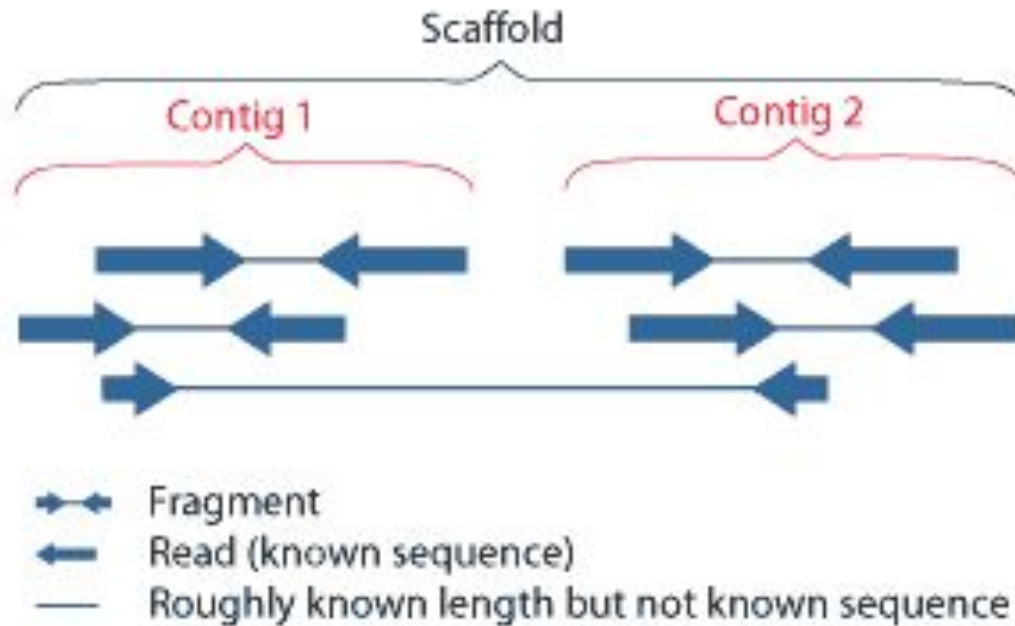 Scaffold
Contig 1
Contig 2
Fragment
Read (known sequence)
Roughly known length but not known sequence